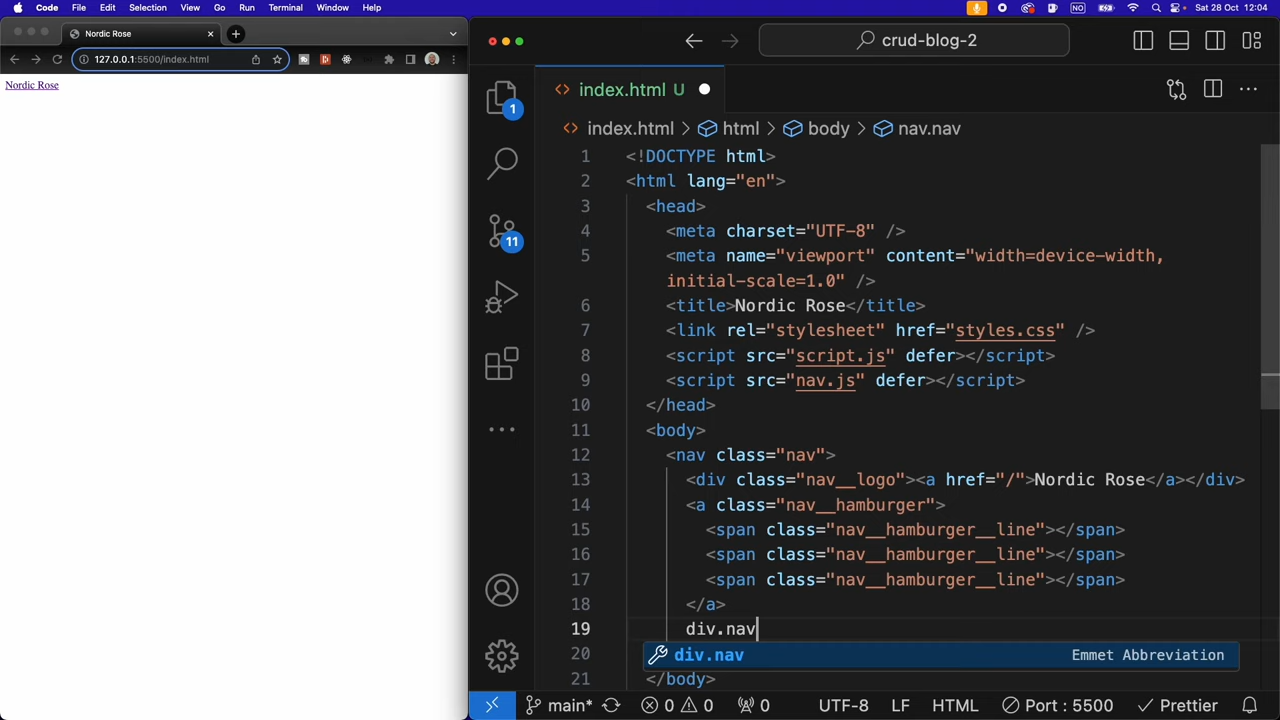 Code File Edit Selection View Go Run Terminal Window Help
NO Sat 28 Oct 12:04
Nordic Rose
127.0.0.1:5500/index.html
Nordic Rose
crud-blog-2
index.html U
index.html > html > body > nav.nav
1
11
1 <!DOCTYPE html>
2 <html lang="en">
3 <head>
4 <meta charset="UTF-8" />
5 <meta name="viewport" content="width=device-width,
initial-scale=1.0" />
6 <title>Nordic Rose</title>
7 <link rel="stylesheet" href="styles.css" />
8 <script src="script.js" defer></script>
9 <script src="nav.js" defer></script>
10 </head>
11 <body>
12 <nav class="nav">
13 <div class="nav__logo"><a href="/">Nordic Rose</a></div>
14 <a class="nav__hamburger">
15 <span class="nav__hamburger__line"></span>
16 <span class="nav__hamburger__line"></span>
17 <span class="nav__hamburger__line"></span>
18 </a>
19 div.nav
20 div.nav Emmet Abbreviation
21 </body>
main* 0 0 0 UTF-8 LF HTML Port : 5500 Prettier